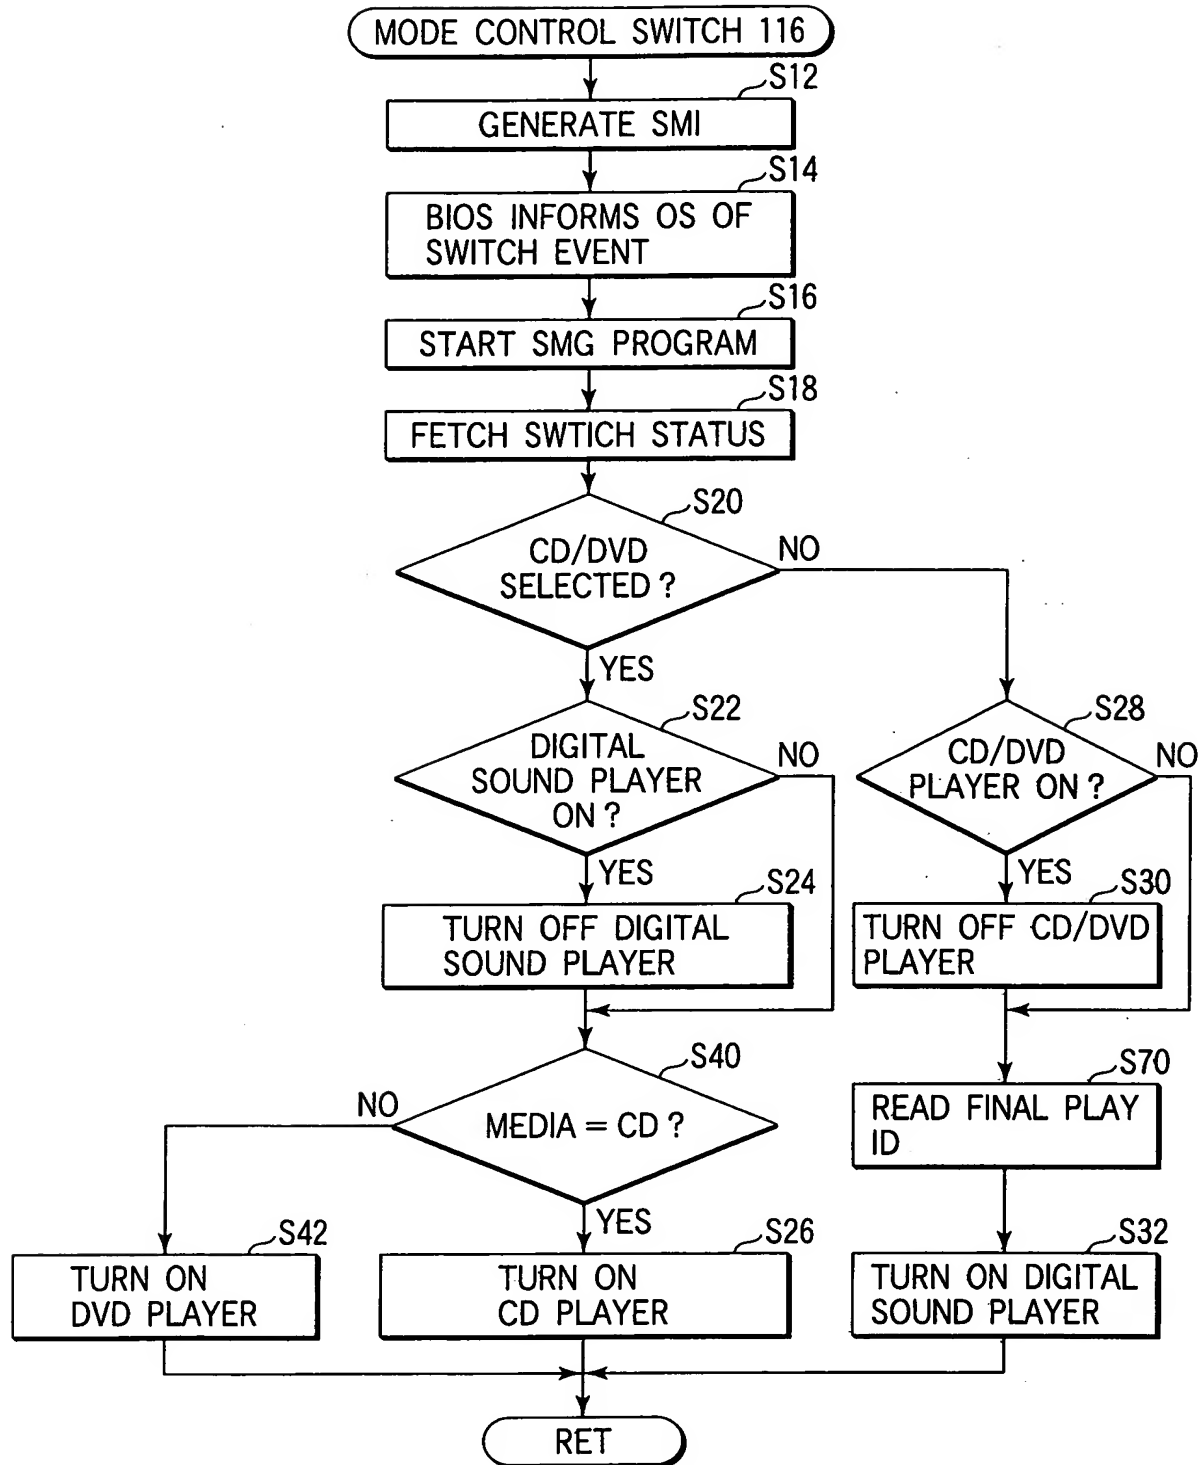 MODE CONTROL SWITCH 116
S12
GENERATE SMI
S14
BIOS INFORMS OS OF
SWITCH EVENT
S16
START SMG PROGRAM
S18
FETCH SWTICH STATUS
S20
CD/DVD
SELECTED ?
NO
YES
S22
DIGITAL
SOUND PLAYER
ON ?
NO
YES
S28
CD/DVD
PLAYER ON ?
NO
YES
S24
TURN OFF DIGITAL
SOUND PLAYER
S30
TURN OFF CD/DVD
PLAYER
S40
MEDIA = CD ?
NO
YES
S70
READ FINAL PLAY
ID
S42
TURN ON
DVD PLAYER
S26
TURN ON
CD PLAYER
S32
TURN ON DIGITAL
SOUND PLAYER
RET